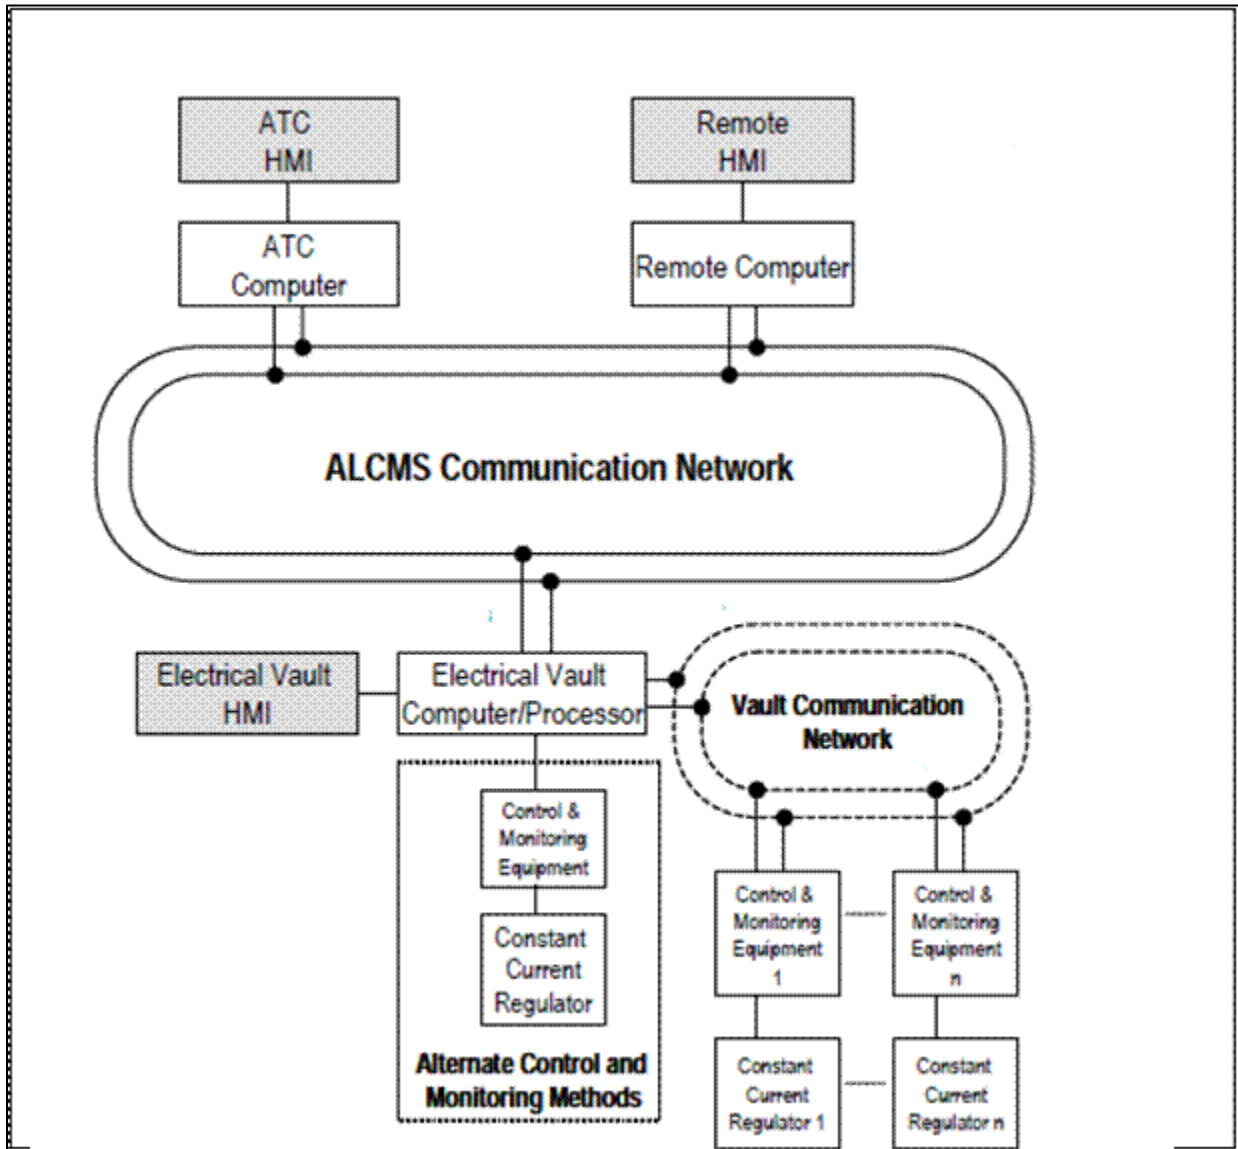 ATC
HMI
Remote
HMI
ATC
Computer
Remote Computer
ALCMS Communication Network
Electrical Vault
HMI
Electrical Vault
Computer/Processor
Vault Communication
Network
Control &
Monitoring
Equipment
Constant
Current
Regulator
Alternate Control and
Monitoring Methods
Control &
Monitoring
Equipment
1
Control &
Monitoring
Equipment
n
Constant
Current
Regulator 1
Constant
Current
Regulator n